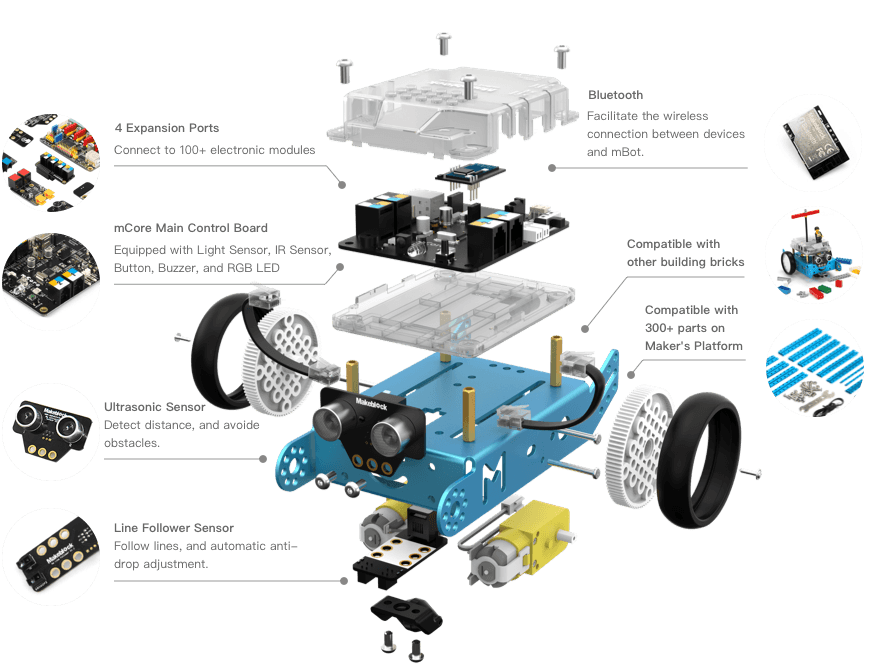 4 Expansion Ports
Connect to 100+ electronic modules
mCore Main Control Board
Equipped with Light Sensor, IR Sensor,
Button, Buzzer, and RGB LED
Ultrasonic Sensor
Detect distance, and avoide
obstacles.
Line Follower Sensor
Follow lines, and automatic anti-
drop adjustment.
Bluetooth
Facilitate the wireless
connection between devices
and mBot.
Compatible with
other building bricks
Compatible with
300+ parts on
Maker's Platform
Makeblock
M
Makeblock